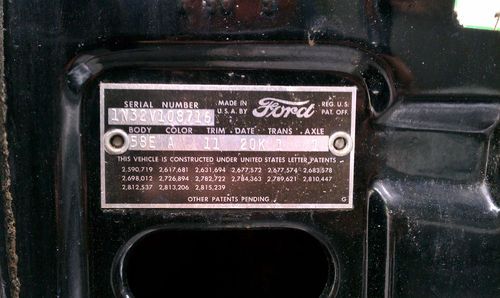 SERIAL NUMBER MADE IN U.S.A. BY Ford REG. U.S. PAT. OFF.
1N32V108716
BODY COLOR TRIM DATE TRANS. AXLE
58E A 11 20K
THIS VEHICLE IS CONSTRUCTED UNDER UNITED STATES LETTERS PATENTS
2,590,719 2,617,681 2,631,694 2,677,572 2,677,574 2,683,578
2,698,012 2,726,894 2,782,722 2,784,363 2,789,621 2,810,447
2,812,537 2,813,206 2,815,239
OTHER PATENTS PENDING G